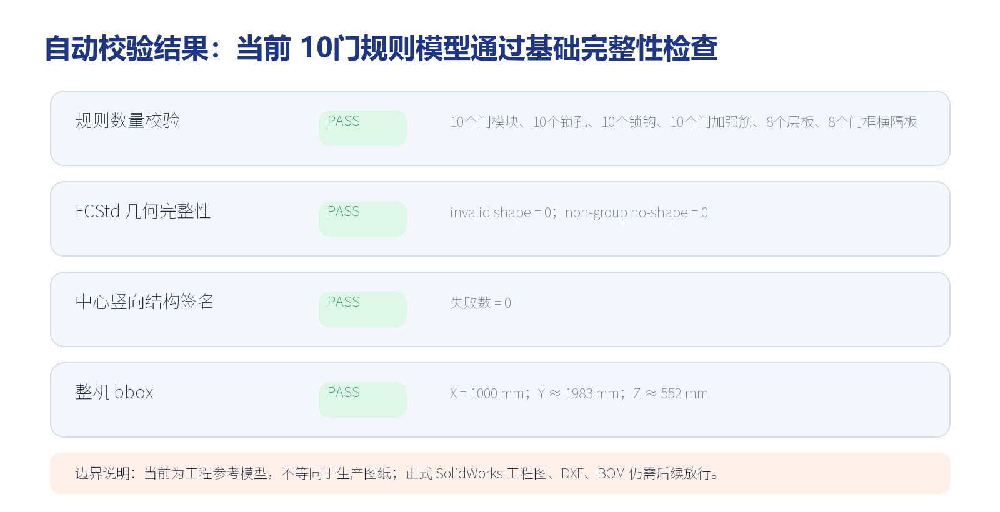 自动校验结果：当前 10门规则模型通过基础完整性检查
规则数量校验
PASS
10个门模块、10个锁孔、10个锁钩、10个门加强筋、8个层板、8个门框横隔板
FCStd 几何完整性
PASS
invalid shape = 0；non-group no-shape = 0
中心竖向结构签名
PASS
失败数 = 0
整机 bbox
PASS
X = 1000 mm；Y ≈ 1983 mm；Z ≈ 552 mm
边界说明：当前为工程参考模型，不等同于生产图纸；正式 SolidWorks 工程图、DXF、BOM 仍需后续放行。